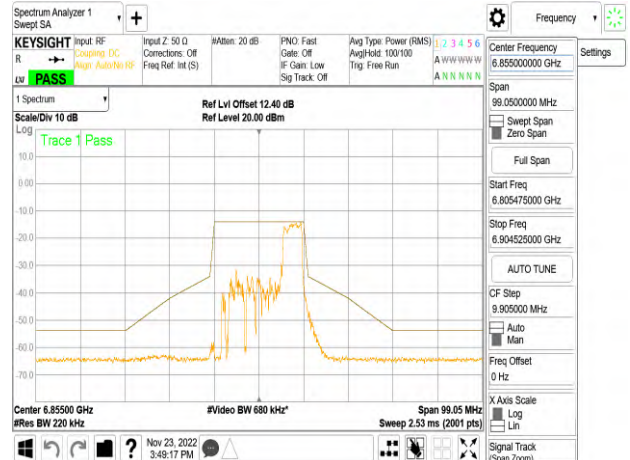 Spectrum Analyzer 1
Swept SA
Frequency
KEYSIGHT Input: RF Input Z: 50 Ω #Atten: 20 dB PNO: Fast Avg Type: Power (RMS) 1 2 3 4 5 6
R Coupling: DC Corrections: Off Gate: Off Avg|Hold: 100/100 A W W W W W
Align: Auto/No RF Freq Ref: Int (S) IF Gain: Low Trig: Free Run
LXI PASS Sig Track: Off A N N N N N
1 Spectrum
Ref Lvl Offset 12.40 dB
Scale/Div 10 dB Ref Level 20.00 dBm
Log
Trace 1 Pass
10.0
0.00
-10.0
-20.0
-30.0
-40.0
-50.0
-60.0
-70.0
Center 6.85500 GHz #Video BW 680 kHz* Span 99.05 MHz
#Res BW 220 kHz Sweep 2.53 ms (2001 pts)
? Nov 23, 2022
3:49:17 PM
Center Frequency
6.855000000 GHz
Settings
Span
99.0500000 MHz
Swept Span
Zero Span
Full Span
Start Freq
6.805475000 GHz
Stop Freq
6.904525000 GHz
AUTO TUNE
CF Step
9.905000 MHz
Auto
Man
Freq Offset
0 Hz
X Axis Scale
Log
Lin
Signal Track
(Span Zoom)